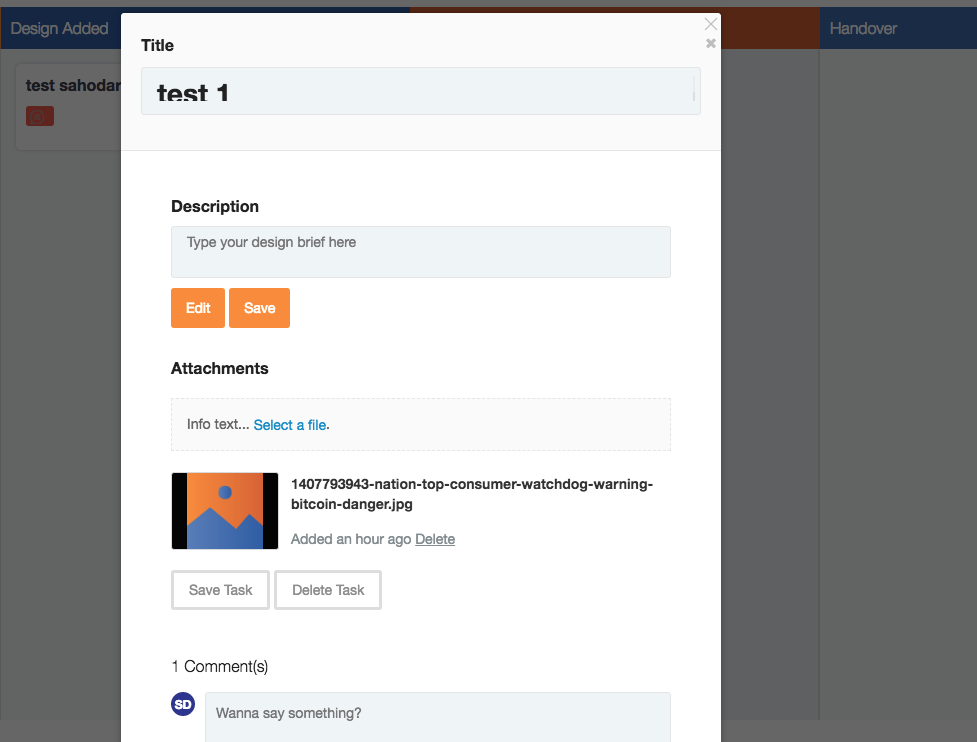 Design Added
Handover
test sahodar
Title
test 1
Description
Type your design brief here
Edit
Save
Attachments
Info text... Select a file.
1407793943-nation-top-consumer-watchdog-warning-
bitcoin-danger.jpg
Added an hour ago Delete
Save Task
Delete Task
1 Comment(s)
SD
Wanna say something?